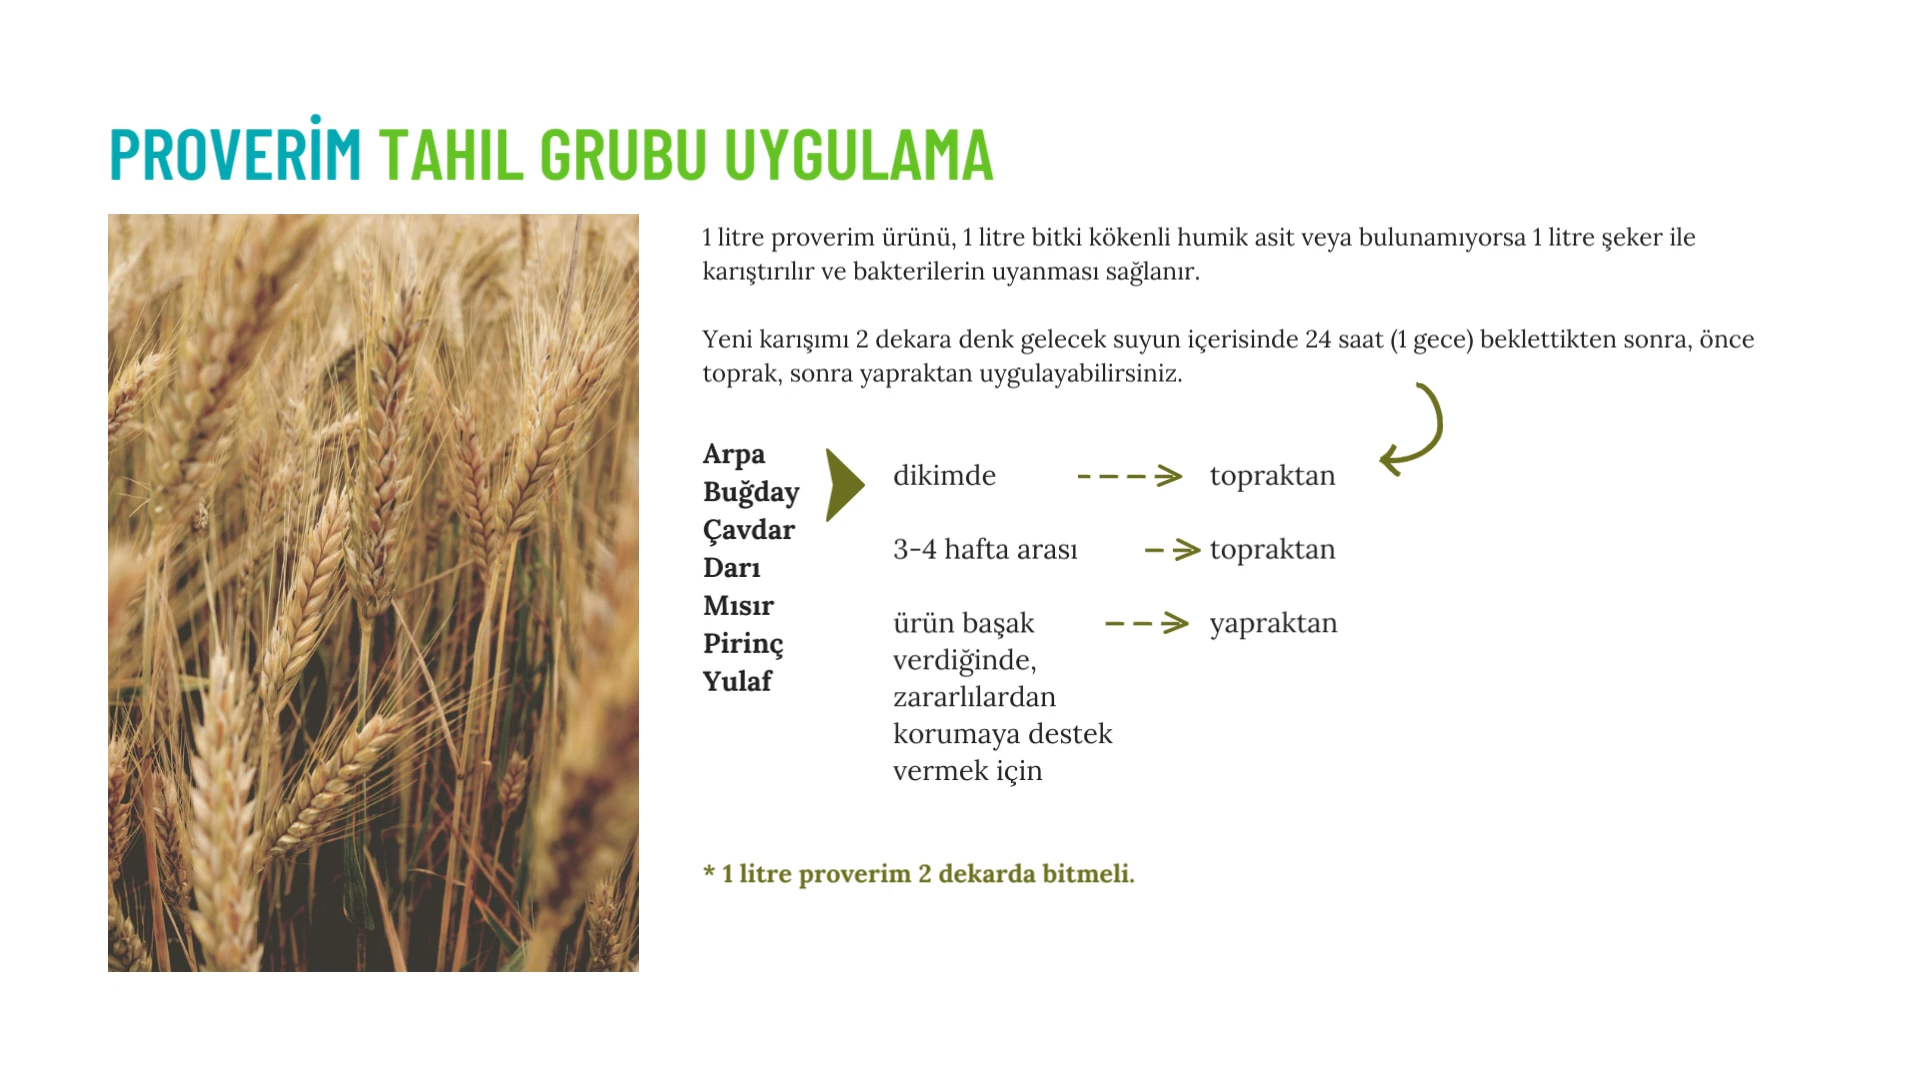 PROVERİM TAHIL GRUBU UYGULAMA
1 litre proverim ürünü, 1 litre bitki kökenli humik asit veya bulunamıyorsa 1 litre şeker ile
karıştırılır ve bakterilerin uyanması sağlanır.
Yeni karışımı 2 dekara denk gelecek suyun içerisinde 24 saat (1 gece) beklettikten sonra, önce
toprak, sonra yapraktan uygulayabilirsiniz.
Arpa
Buğday
Çavdar
Darı
Mısır
Pirinç
Yulaf
dikimde
topraktan
3-4 hafta arası
topraktan
ürün başak
verdiğinde,
zararlılardan
korumaya destek
vermek için
yapraktan
* 1 litre proverim 2 dekarda bitmeli.